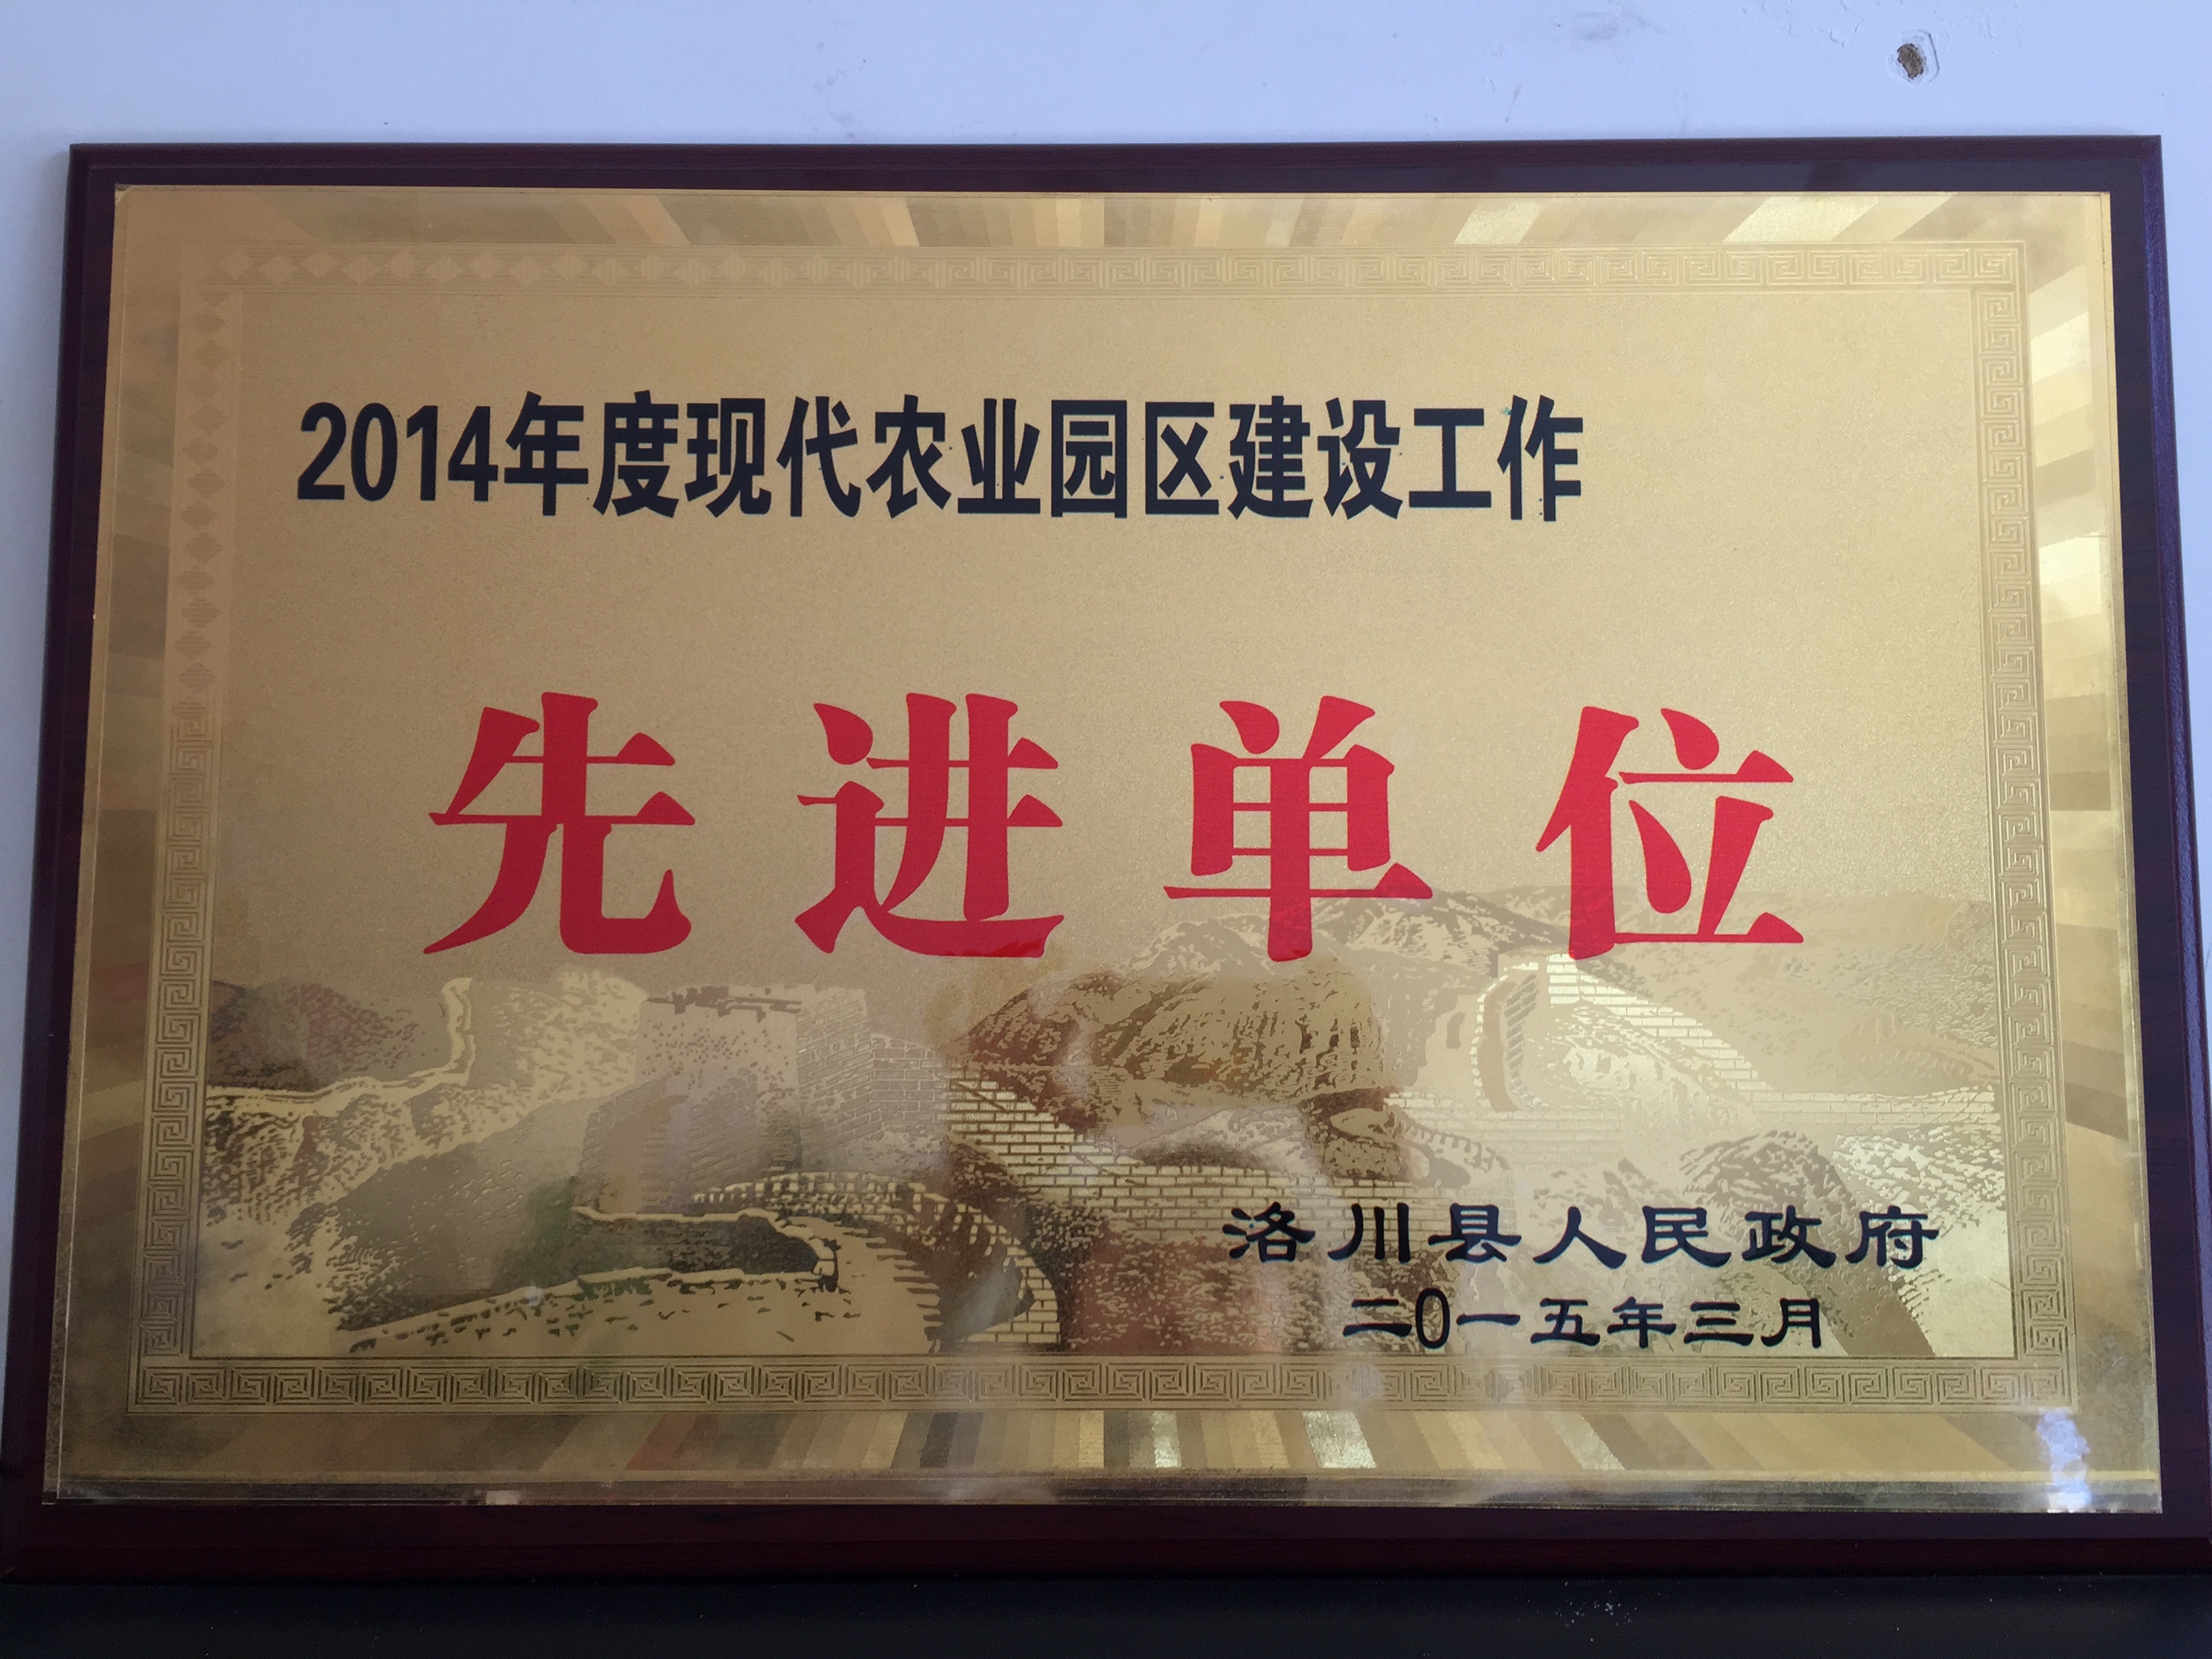 2014年度现代农业园区建设工作
先进单位
洛川县人民政府
二0一五年三月